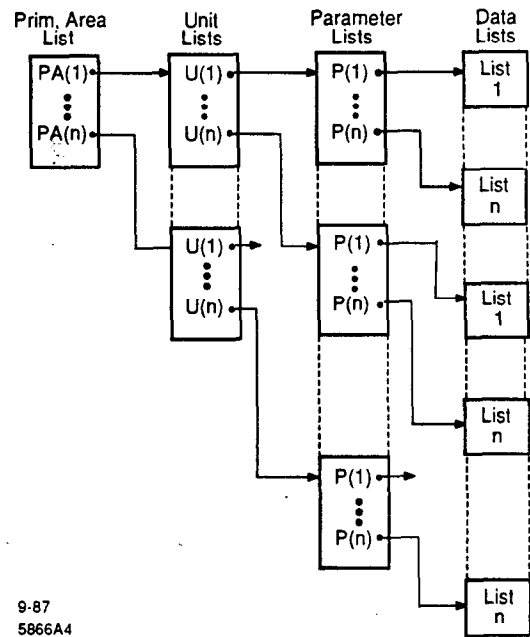 Prim, Area
List
Unit
Lists
Parameter
Lists
Data
Lists
PA(1)
PA(n)
U(1)
U(n)
P(1)
P(n)
List
1
List
n
U(1)
U(n)
P(1)
P(n)
List
1
List
n
P(1)
P(n)
List
n
9-87
5866A4